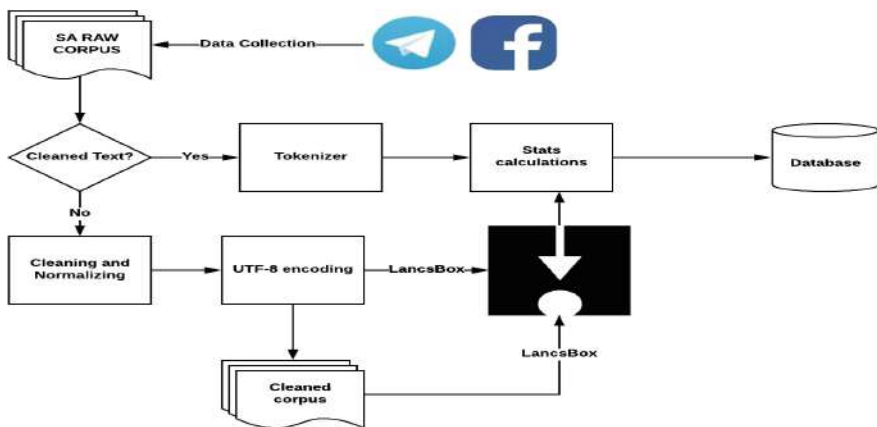 SA RAW
CORPUS
Data Collection
f
Cleaned Text?
Yes
Tokenizer
Stats
calculations
Database
No
Cleaning and
Normalizing
UTF-8 encoding
LancsBox
LancsBox
Cleaned
corpus